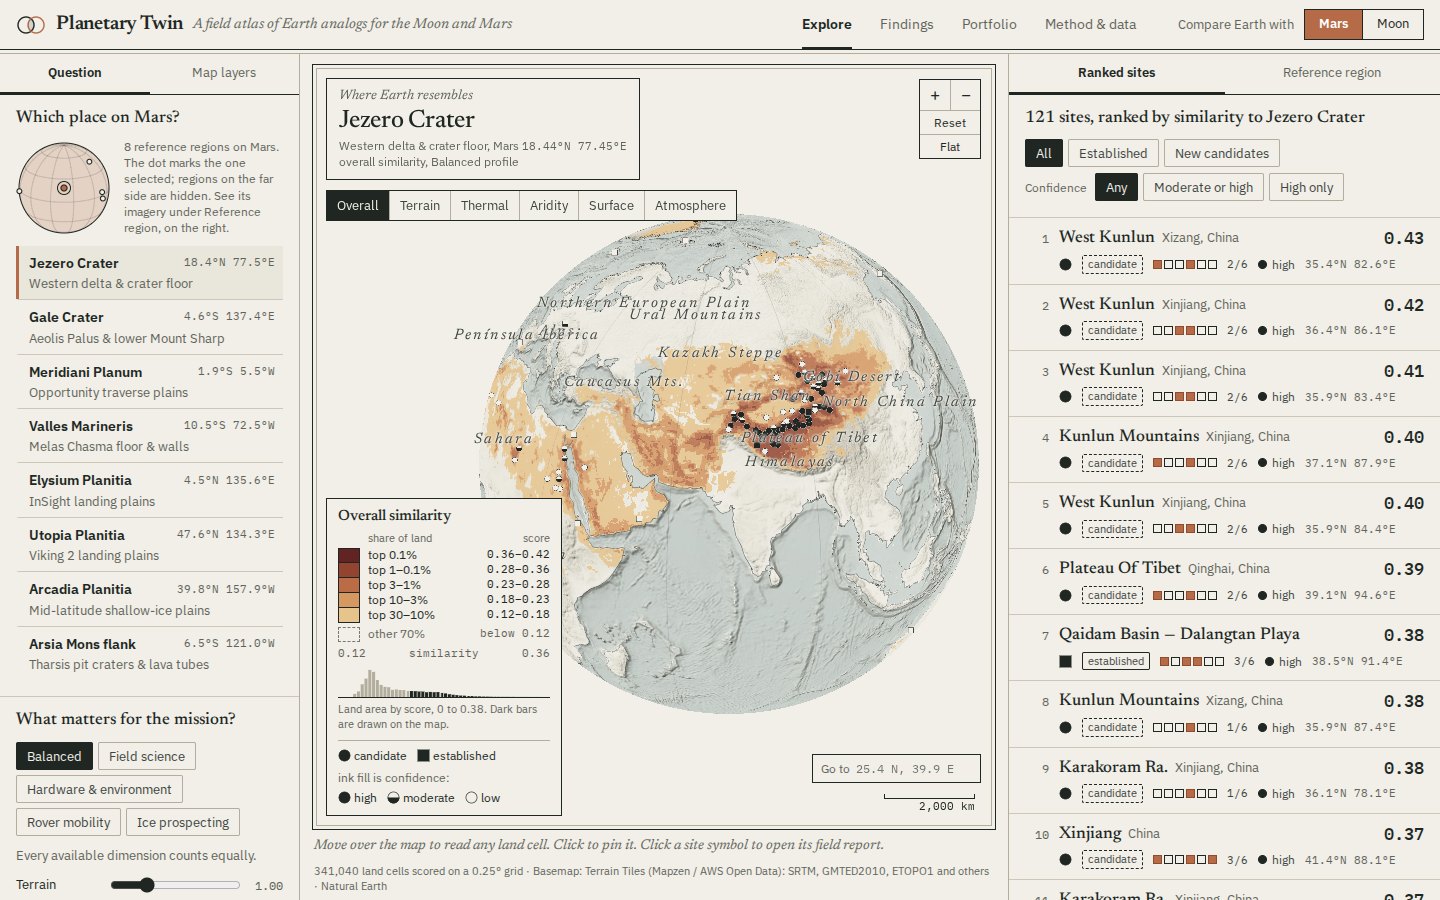 Planetary Twin A field atlas of Earth analogs for the Moon and Mars
Explore Findings Portfolio Method & data Compare Earth with Mars Moon
Question Map layers
Which place on Mars?
8 reference regions on Mars.
The dot marks the one
selected; regions on the far
side are hidden. See its
imagery under Reference
region, on the right.
Jezero Crater 18.4°N 77.5°E
Western delta & crater floor
Gale Crater 4.6°S 137.4°E
Aeolis Palus & lower Mount Sharp
Meridiani Planum 1.9°S 5.5°W
Opportunity traverse plains
Valles Marineris 10.5°S 72.5°W
Melas Chasma floor & walls
Elysium Planitia 4.5°N 135.6°E
InSight landing plains
Utopia Planitia 47.6°N 134.3°E
Viking 2 landing plains
Arcadia Planitia 39.8°N 157.9°W
Mid-latitude shallow-ice plains
Arsia Mons flank 6.5°S 121.0°W
Tharsis pit craters & lava tubes
What matters for the mission?
Balanced Field science
Hardware & environment
Rover mobility Ice prospecting
Every available dimension counts equally.
Terrain 1.00
Where Earth resembles
Jezero Crater
Western delta & crater floor, Mars 18.44°N 77.45°E
overall similarity, Balanced profile
+ −
Reset
Flat
Overall Terrain Thermal Aridity Surface Atmosphere
Northern European Plain
Ural Mountains
Península Ibérica
Kazakh Steppe
Caucasus Mts.
Gobi Desert
Tian Shan
North China Plain
Sahara
Plateau of Tibet
Himalayas
Overall similarity
share of land score
top 0.1% 0.36–0.42
top 1–0.1% 0.28–0.36
top 3–1% 0.23–0.28
top 10–3% 0.18–0.23
top 30–10% 0.12–0.18
other 70% below 0.12
0.12 similarity 0.36
Land area by score, 0 to 0.38. Dark bars
are drawn on the map.
candidate established
ink fill is confidence:
high moderate low
Go to 25.4 N, 39.9 E
2,000 km
Move over the map to read any land cell. Click to pin it. Click a site symbol to open its field report.
341,040 land cells scored on a 0.25° grid · Basemap: Terrain Tiles (Mapzen / AWS Open Data): SRTM, GMTED2010, ETOPO1 and others
· Natural Earth
Ranked sites Reference region
121 sites, ranked by similarity to Jezero Crater
All Established New candidates
Confidence Any Moderate or high High only
1 West Kunlun Xizang, China 0.43
candidate 2/6 high 35.4°N 82.6°E
2 West Kunlun Xinjiang, China 0.42
candidate 2/6 high 36.4°N 86.1°E
3 West Kunlun Xinjiang, China 0.41
candidate 2/6 high 35.9°N 83.4°E
4 Kunlun Mountains Xinjiang, China 0.40
candidate 2/6 high 37.1°N 87.9°E
5 West Kunlun Xinjiang, China 0.40
candidate 2/6 high 35.9°N 84.4°E
6 Plateau Of Tibet Qinghai, China 0.39
candidate 2/6 high 39.1°N 94.6°E
7 Qaidam Basin – Dalangtan Playa 0.38
established 3/6 high 38.5°N 91.4°E
8 Kunlun Mountains Xizang, China 0.38
candidate 1/6 high 35.9°N 87.4°E
9 Karakoram Ra. Xinjiang, China 0.38
candidate 1/6 high 36.1°N 78.1°E
10 Xinjiang China 0.37
candidate 3/6 high 41.4°N 88.1°E
11 Karakoram Ra. Xinjiang, China 0.37